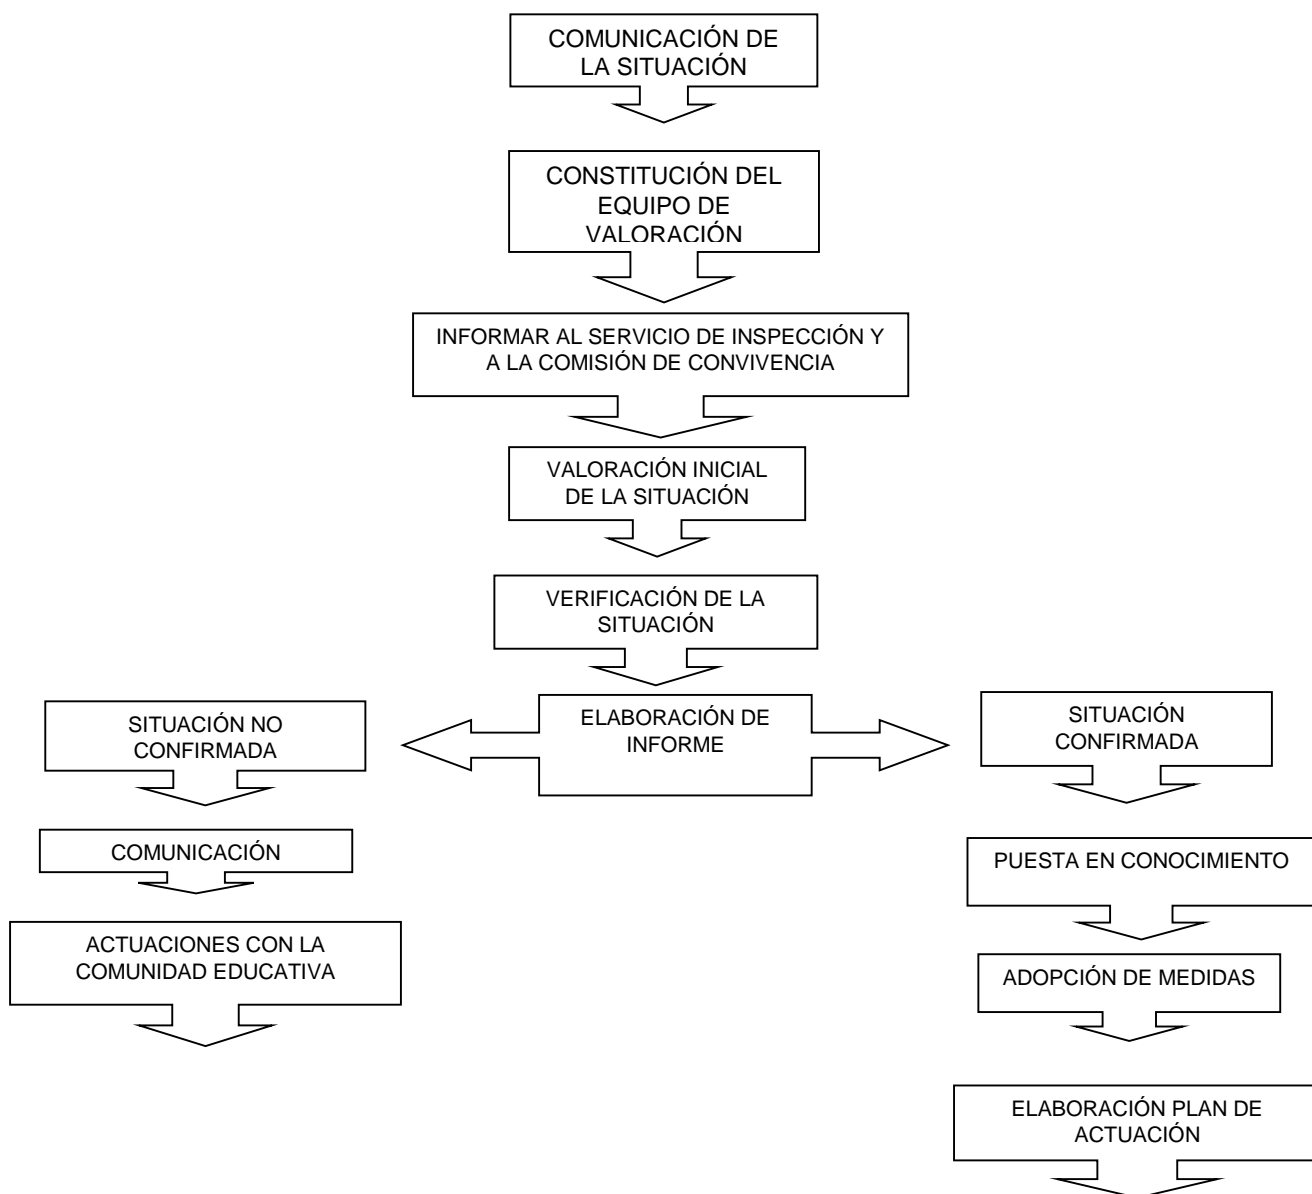 COMUNICACIÓN DE
LA SITUACIÓN
CONSTITUCIÓN DEL
EQUIPO DE
VALORACIÓN
INFORMAR AL SERVICIO DE INSPECCIÓN Y
A LA COMISIÓN DE CONVIVENCIA
VALORACIÓN INICIAL
DE LA SITUACIÓN
VERIFICACIÓN DE LA
SITUACIÓN
ELABORACIÓN DE
INFORME
SITUACIÓN NO
CONFIRMADA
COMUNICACIÓN
ACTUACIONES CON LA
COMUNIDAD EDUCATIVA
SITUACIÓN
CONFIRMADA
PUESTA EN CONOCIMIENTO
ADOPCIÓN DE MEDIDAS
ELABORACIÓN PLAN DE
ACTUACIÓN